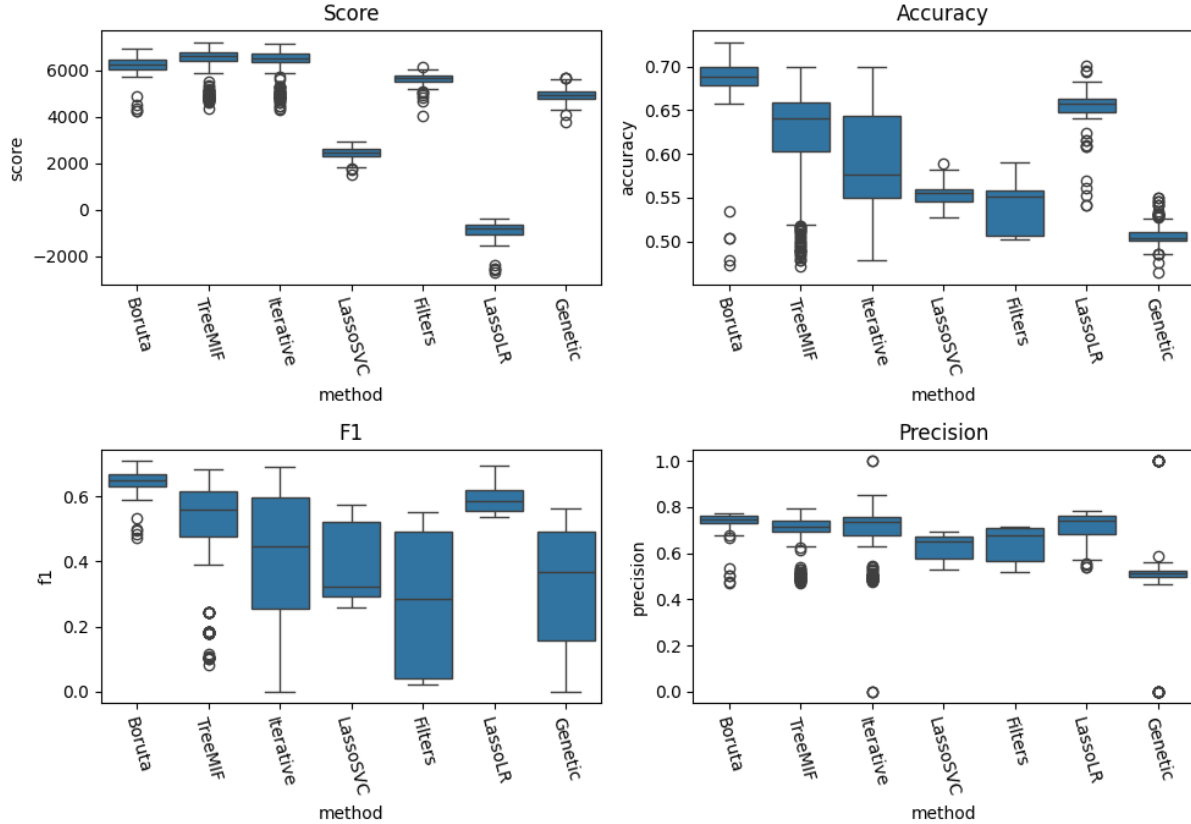 Score
6000
4000
2000
0
−2000
score
Boruta
TreeMIF
Iterative
LassoSVC
Filters
LassoLR
Genetic
method
Accuracy
0.70
0.65
0.60
0.55
0.50
accuracy
Boruta
TreeMIF
Iterative
LassoSVC
Filters
LassoLR
Genetic
method
F1
0.6
0.4
0.2
0.0
f1
Boruta
TreeMIF
Iterative
LassoSVC
Filters
LassoLR
Genetic
method
Precision
1.0
0.8
0.6
0.4
0.2
0.0
precision
Boruta
TreeMIF
Iterative
LassoSVC
Filters
LassoLR
Genetic
method